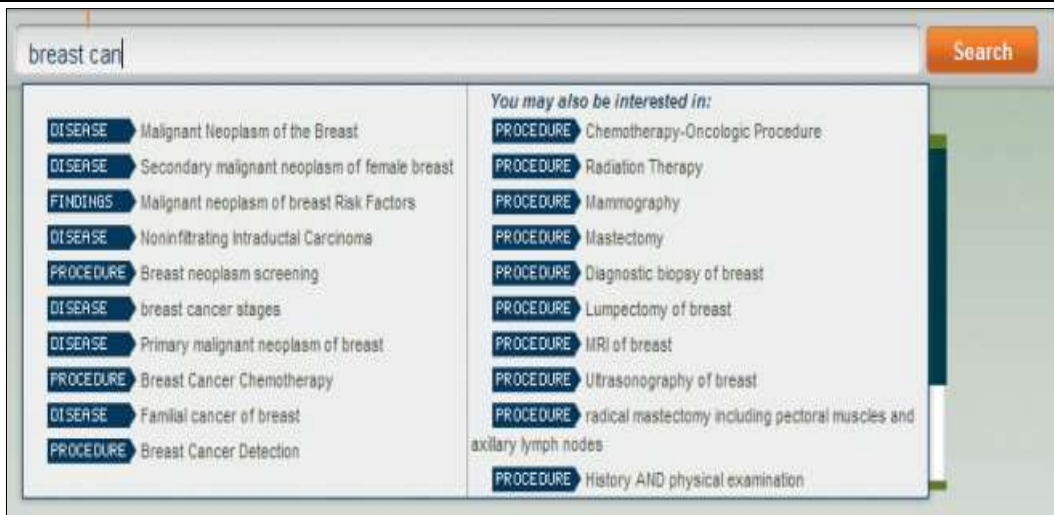 breast can
Search
DISEASE Malignant Neoplasm of the Breast
DISEASE Secondary malignant neoplasm of female breast
FINDINGS Malignant neoplasm of breast Risk Factors
DISEASE Noninfiltrating Intraductal Carcinoma
PROCEDURE Breast neoplasm screening
DISEASE breast cancer stages
DISEASE Primary malignant neoplasm of breast
PROCEDURE Breast Cancer Chemotherapy
DISEASE Familial cancer of breast
PROCEDURE Breast Cancer Detection
You may also be interested in:
PROCEDURE Chemotherapy-Oncologic Procedure
PROCEDURE Radiation Therapy
PROCEDURE Mammography
PROCEDURE Mastectomy
PROCEDURE Diagnostic biopsy of breast
PROCEDURE Lumpectomy of breast
PROCEDURE MRI of breast
PROCEDURE Ultrasonography of breast
PROCEDURE radical mastectomy including pectoral muscles and
axillary lymph nodes
PROCEDURE History AND physical examination